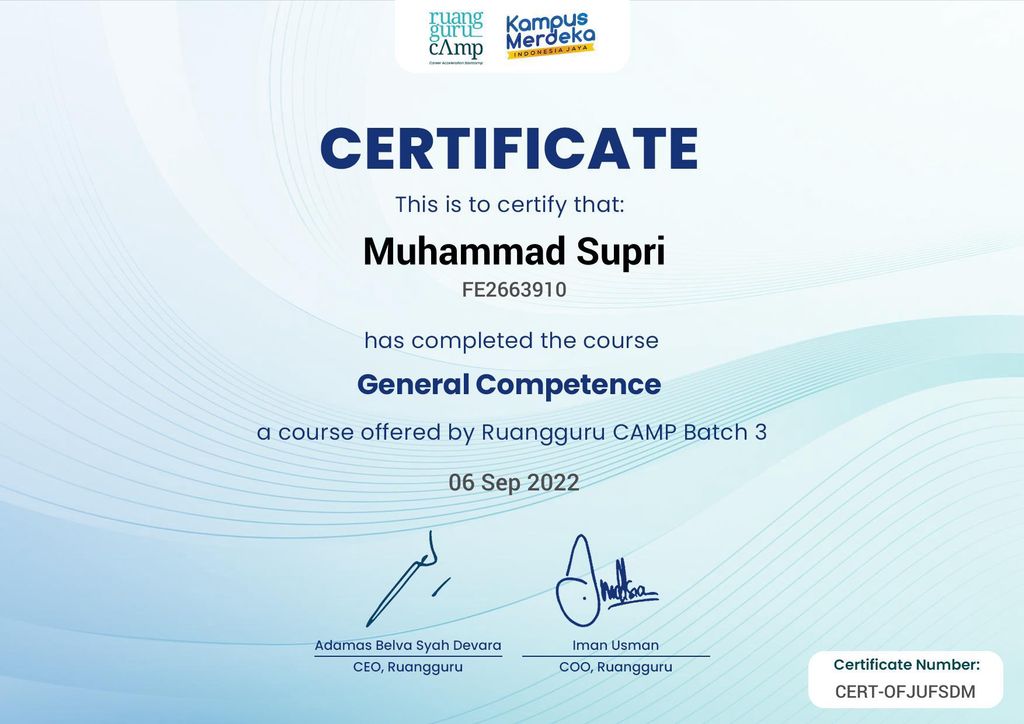 ruang
guru
cAmp
Career Acceleration Bootcamp
Kampus
Merdeka
INDONESIA JAYA
CERTIFICATE
This is to certify that:
Muhammad Supri
FE2663910
has completed the course
General Competence
a course offered by Ruangguru CAMP Batch 3
06 Sep 2022
Adamas Belva Syah Devara
CEO, Ruangguru
Iman Usman
COO, Ruangguru
Certificate Number:
CERT-OFJUFSDM